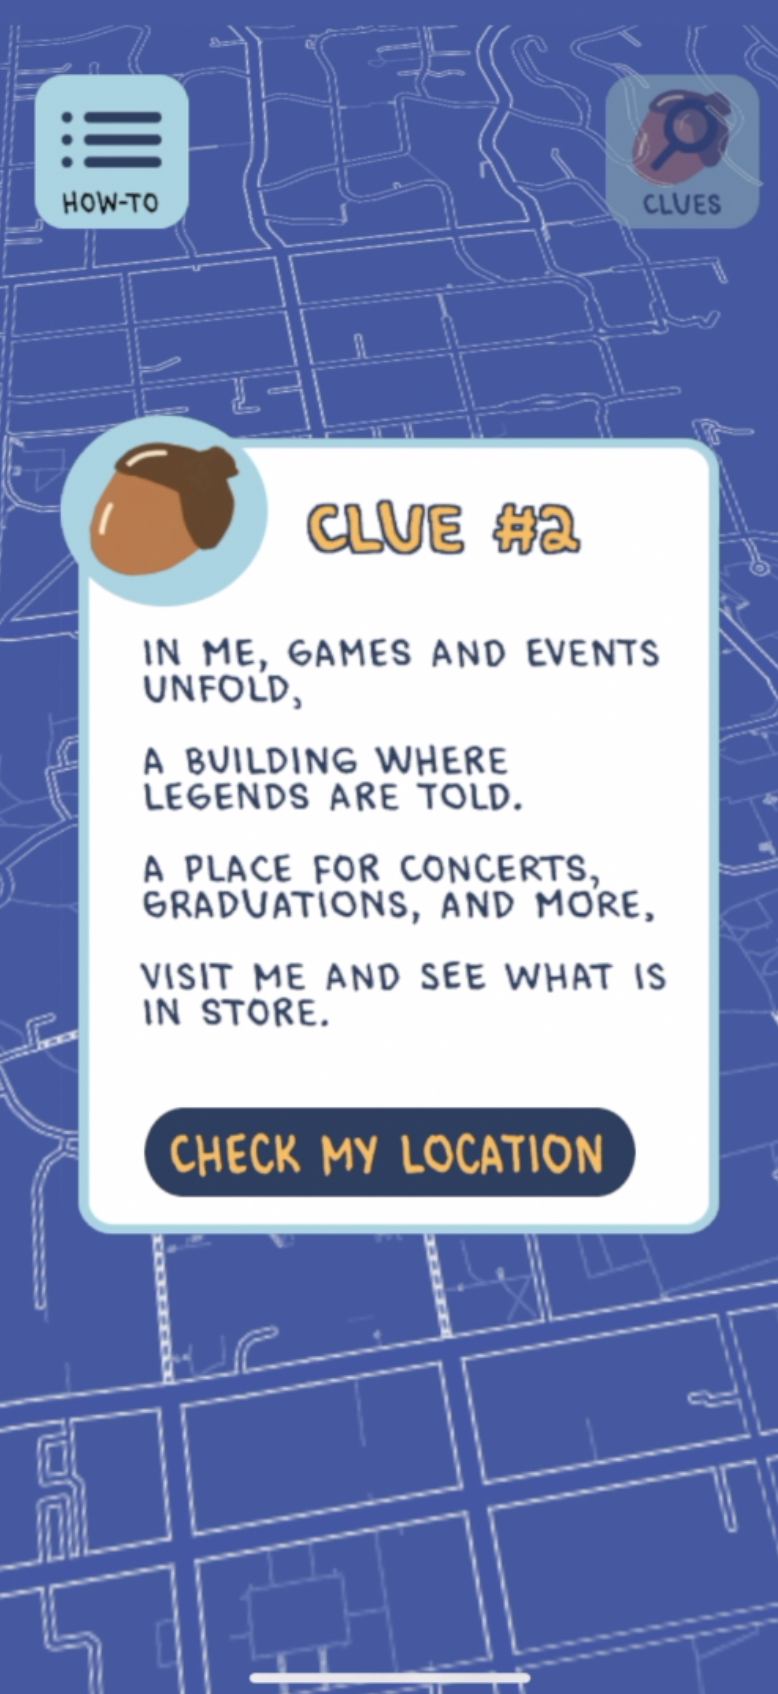 HOW-TO
CLUES
CLUE #2
IN ME, GAMES AND EVENTS
UNFOLD,
A BUILDING WHERE
LEGENDS ARE TOLD.
A PLACE FOR CONCERTS,
GRADUATIONS, AND MORE,
VISIT ME AND SEE WHAT IS
IN STORE.
CHECK MY LOCATION